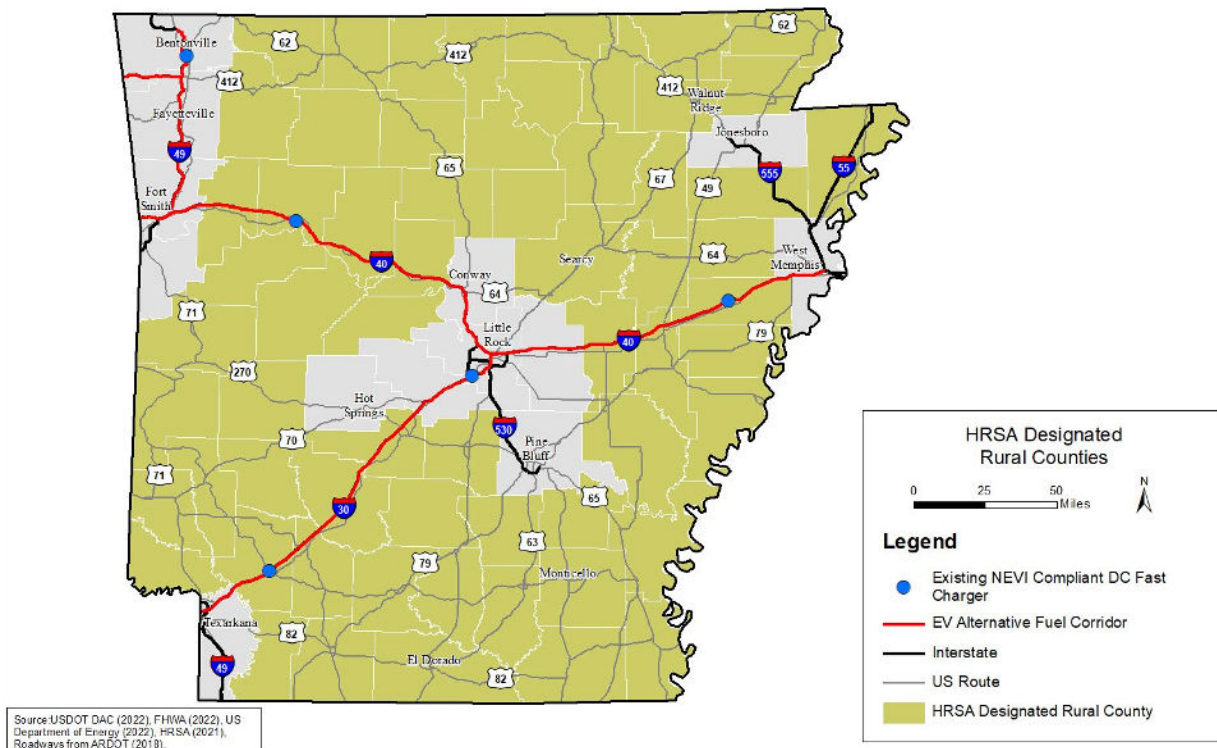 62
62
Bentonville
412
412
412
Walnut
Ridge
Fayetteville
Jonesboro
49
65
67
49
555
55
Fort
Smith
64
West
Memphis
40
Conway
Searcy
64
71
Little
Rock
40
79
270
Hot
Springs
70
530
Pine
Bluff
71
65
30
63
79
Monticello
Texarkana
82
El Dorado
82
49
HRSA Designated
Rural Counties
0 25 50
Miles
N
Legend
Existing NEVI Compliant DC Fast
Charger
EV Alternative Fuel Corridor
Interstate
US Route
HRSA Designated Rural County
Source:USDOT DAC (2022), FHWA (2022), US
Department of Energy (2022), HRSA (2021),
Roadways from ARDOT (2018).